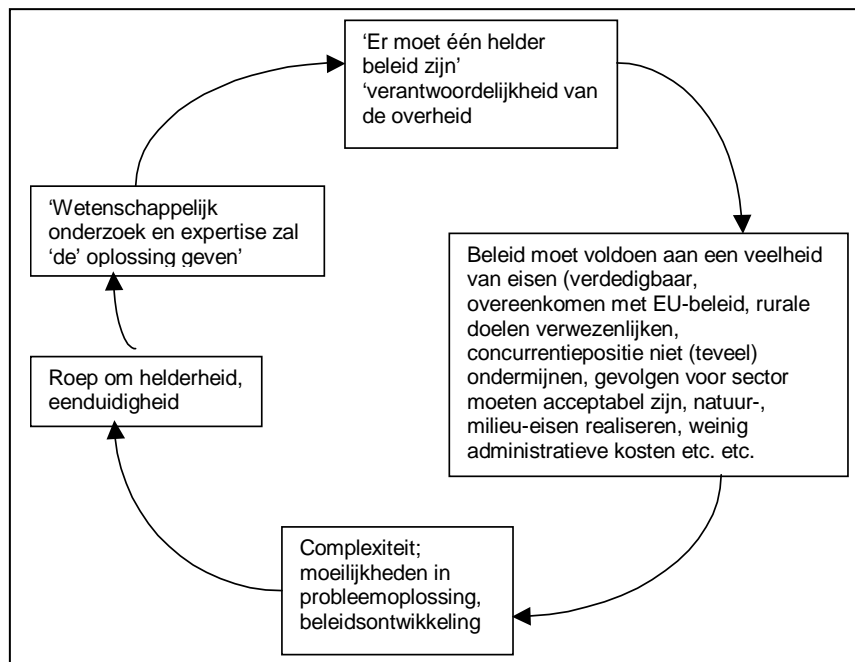 ‘Er moet één helder
beleid zijn’
‘verantwoordelijkheid van
de overheid
‘Wetenschappelijk
onderzoek en expertise zal
‘de’ oplossing geven’
Beleid moet voldoen aan een veelheid
van eisen (verdedigbaar,
overeenkomen met EU-beleid, rurale
doelen verwezenlijken,
concurrentiepositie niet (teveel)
ondermijnen, gevolgen voor sector
moeten acceptabel zijn, natuur-,
milieu-eisen realiseren, weinig
administratieve kosten etc. etc.
Roep om helderheid,
eenduidigheid
Complexiteit;
moeilijkheden in
probleemoplossing,
beleidsontwikkeling